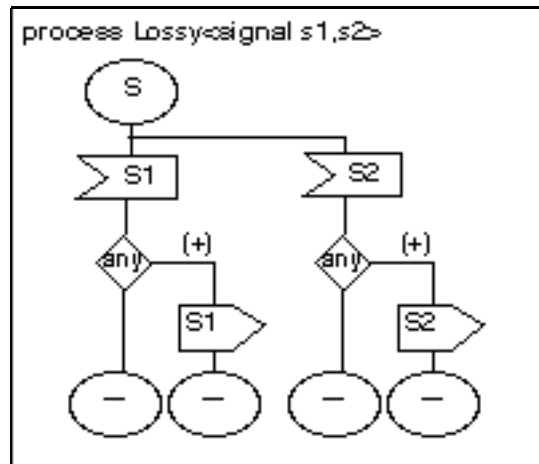 process Lossy<signal s1,s2>
S
S1 S2
(+) (+)
any any
S1 S2
– – – –